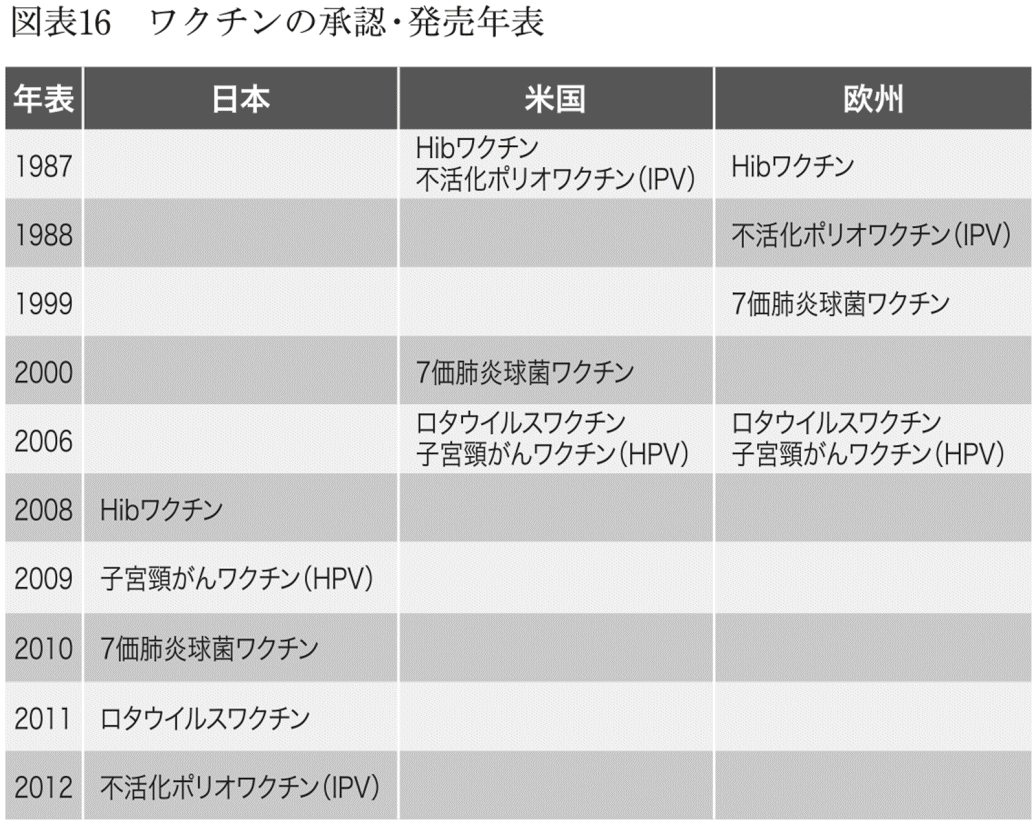 図表16 ワクチンの承認・発売年表
年表 日本 米国 欧州
1987 Hibワクチン Hibワクチン
不活化ポリオワクチン(IPV)
1988 不活化ポリオワクチン(IPV)
1999 7価肺炎球菌ワクチン
2000 7価肺炎球菌ワクチン
2006 ロタウイルスワクチン ロタウイルスワクチン
子宮頸がんワクチン(HPV) 子宮頸がんワクチン(HPV)
2008 Hibワクチン
2009 子宮頸がんワクチン(HPV)
2010 7価肺炎球菌ワクチン
2011 ロタウイルスワクチン
2012 不活化ポリオワクチン(IPV)